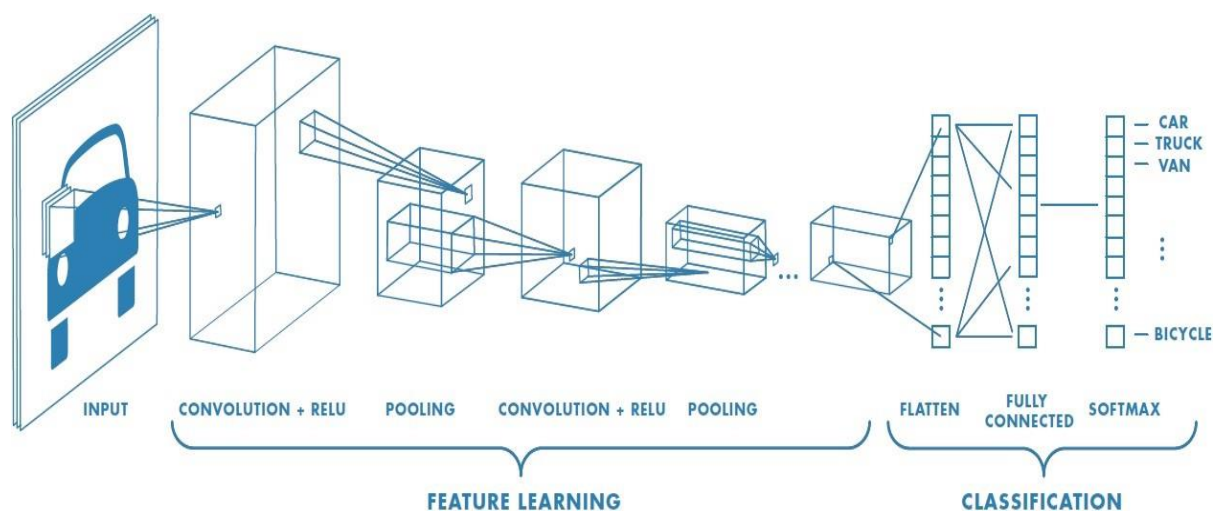 CAR
TRUCK
VAN
BICYCLE
INPUT
CONVOLUTION + RELU
POOLING
CONVOLUTION + RELU
POOLING
FLATTEN
FULLY
CONNECTED
SOFTMAX
FEATURE LEARNING
CLASSIFICATION